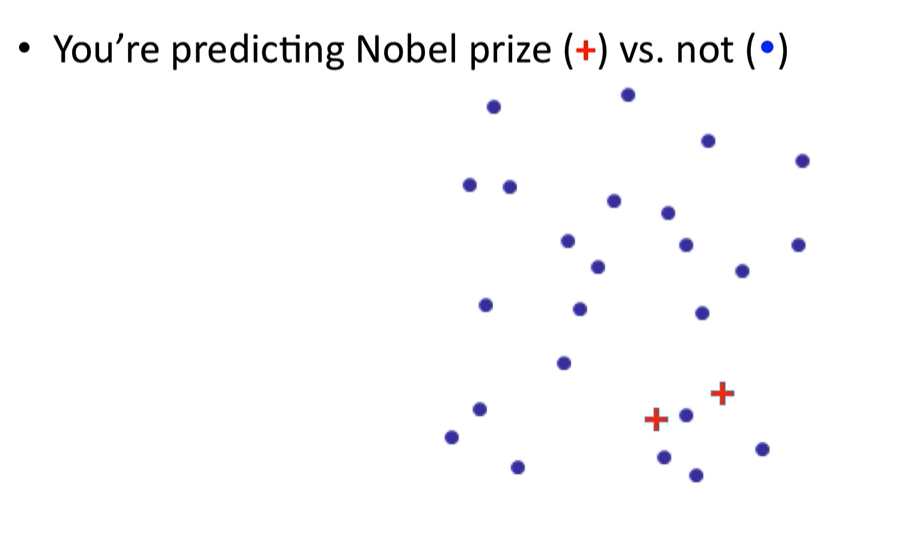 • You're predicting Nobel prize (+) vs. not (•)